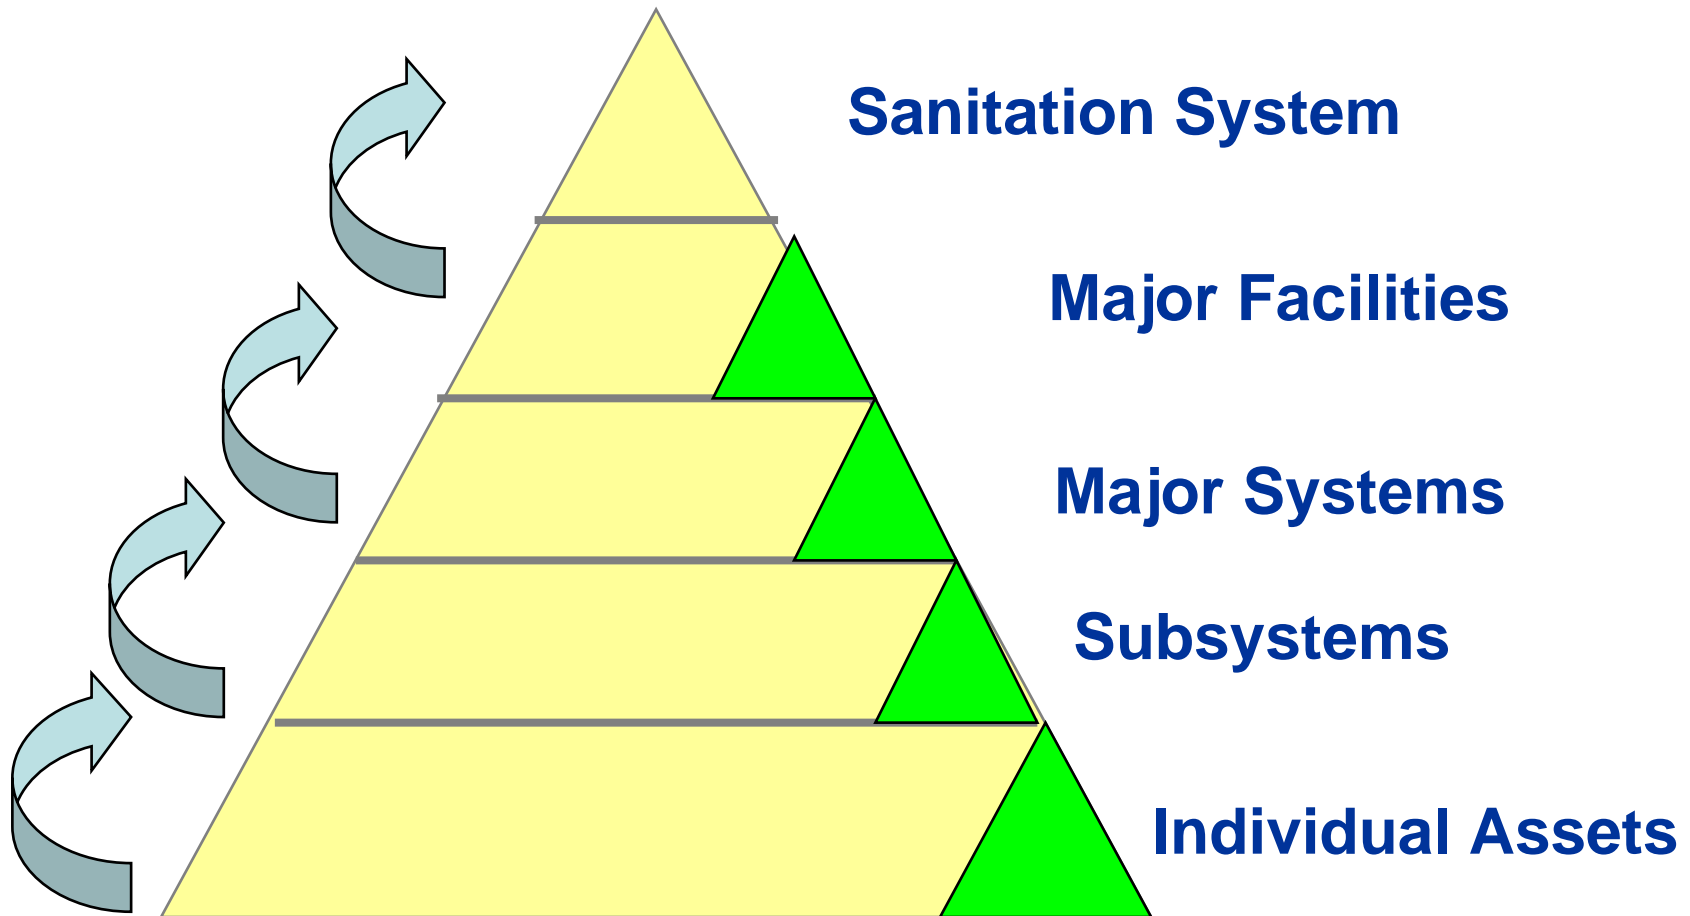 Sanitation System
Major Facilities
Major Systems
Subsystems
Individual Assets